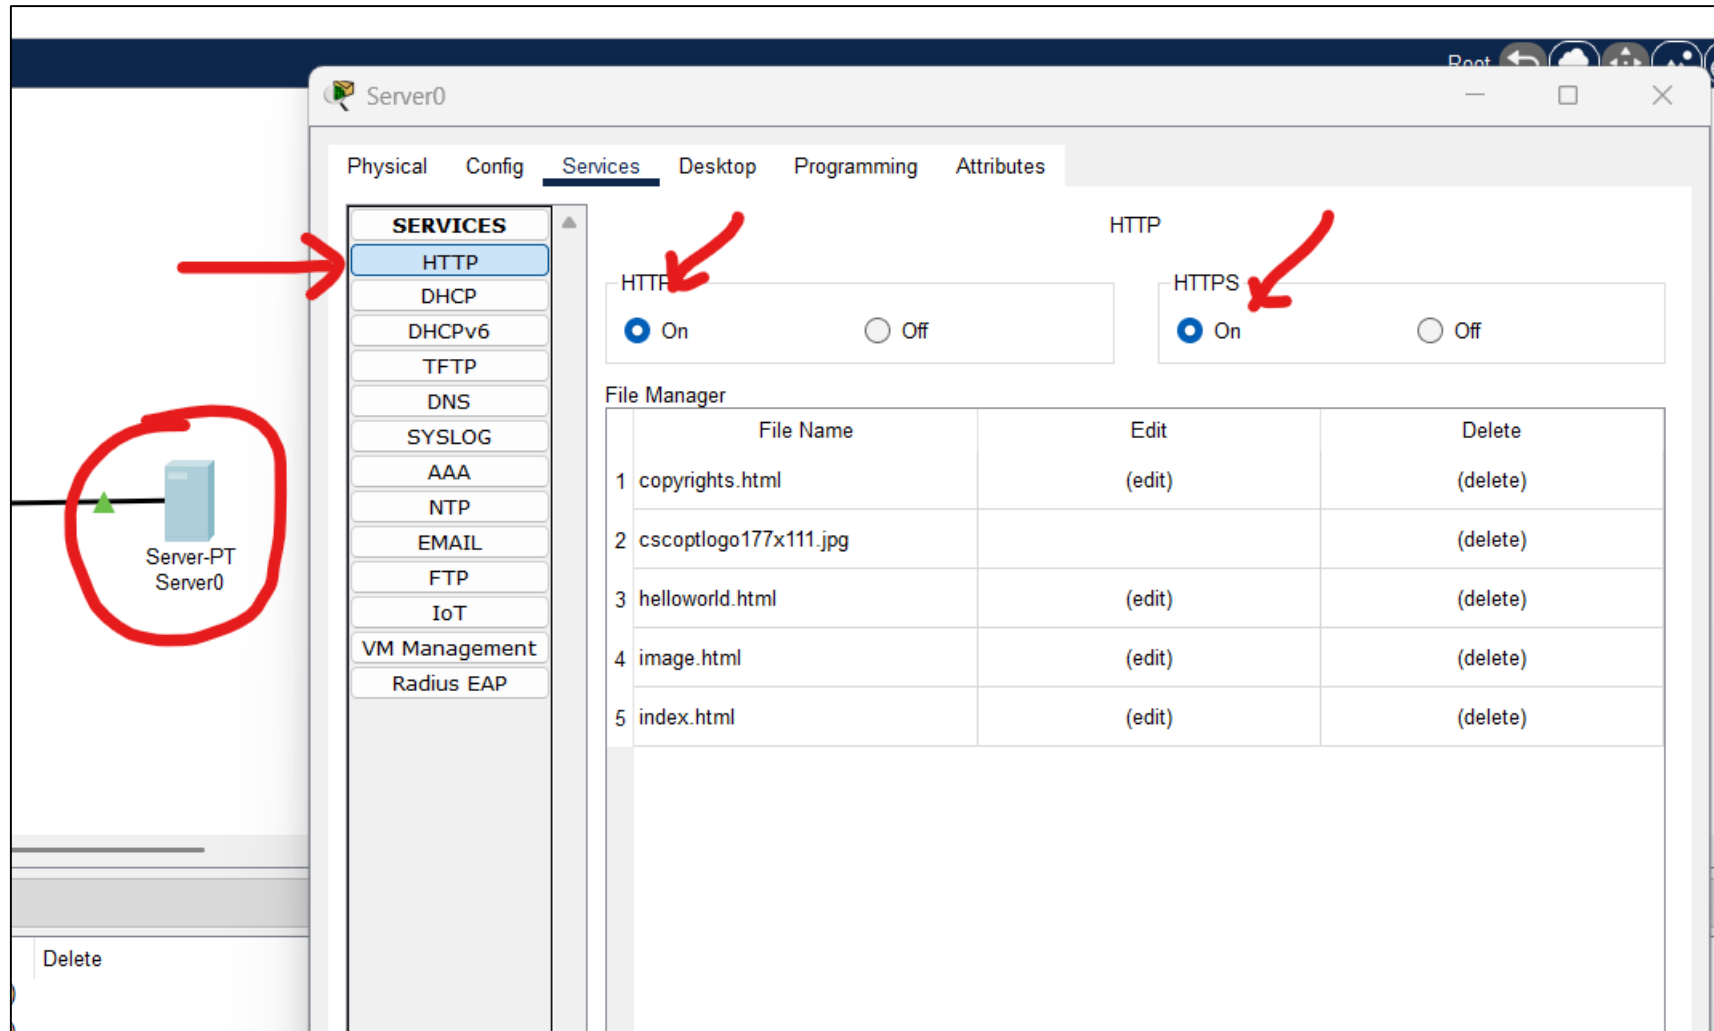 Root
Server0
Physical Config Services Desktop Programming Attributes
SERVICES
HTTP
DHCP
DHCPv6
TFTP
DNS
SYSLOG
AAA
NTP
EMAIL
FTP
IoT
VM Management
Radius EAP
HTTP
HTTP
On Off
HTTPS
On Off
File Manager
File Name Edit Delete
1 copyrights.html (edit) (delete)
2 cscoptlogo177x111.jpg (delete)
3 helloworld.html (edit) (delete)
4 image.html (edit) (delete)
5 index.html (edit) (delete)
Server-PT
Server0
Delete